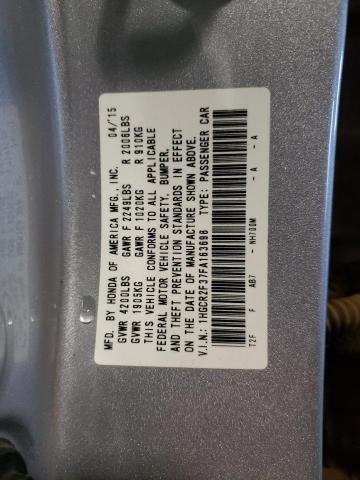 MFD. BY HONDA OF AMERICA MFG., INC. 04/15
GVWR 4200LBS GAWR F 2249LBS R 2006LBS
GVWR 1905KG GAWR F 1020KG R 910KG
THIS VEHICLE CONFORMS TO ALL APPLICABLE
FEDERAL MOTOR VEHICLE SAFETY, BUMPER,
AND THEFT PREVENTION STANDARDS IN EFFECT
ON THE DATE OF MANUFACTURE SHOWN ABOVE.
V.I.N.: 1HGCR2F37FA163698 PASSENGER CAR
T2F F AB7 - NH700M - A - A